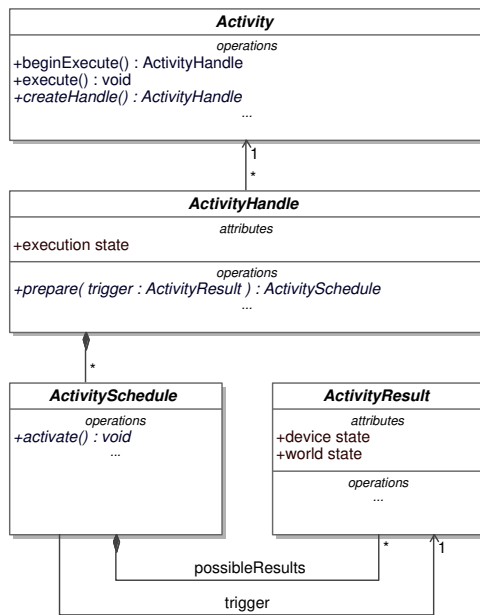 Activity
operations
+beginExecute() : ActivityHandle
+execute() : void
+createHandle() : ActivityHandle
...
1
*
ActivityHandle
attributes
+execution state
operations
+prepare( trigger : ActivityResult ) : ActivitySchedule
...
*
ActivitySchedule
operations
+activate() : void
...
ActivityResult
attributes
+device state
+world state
operations
...
* 1
possibleResults
trigger